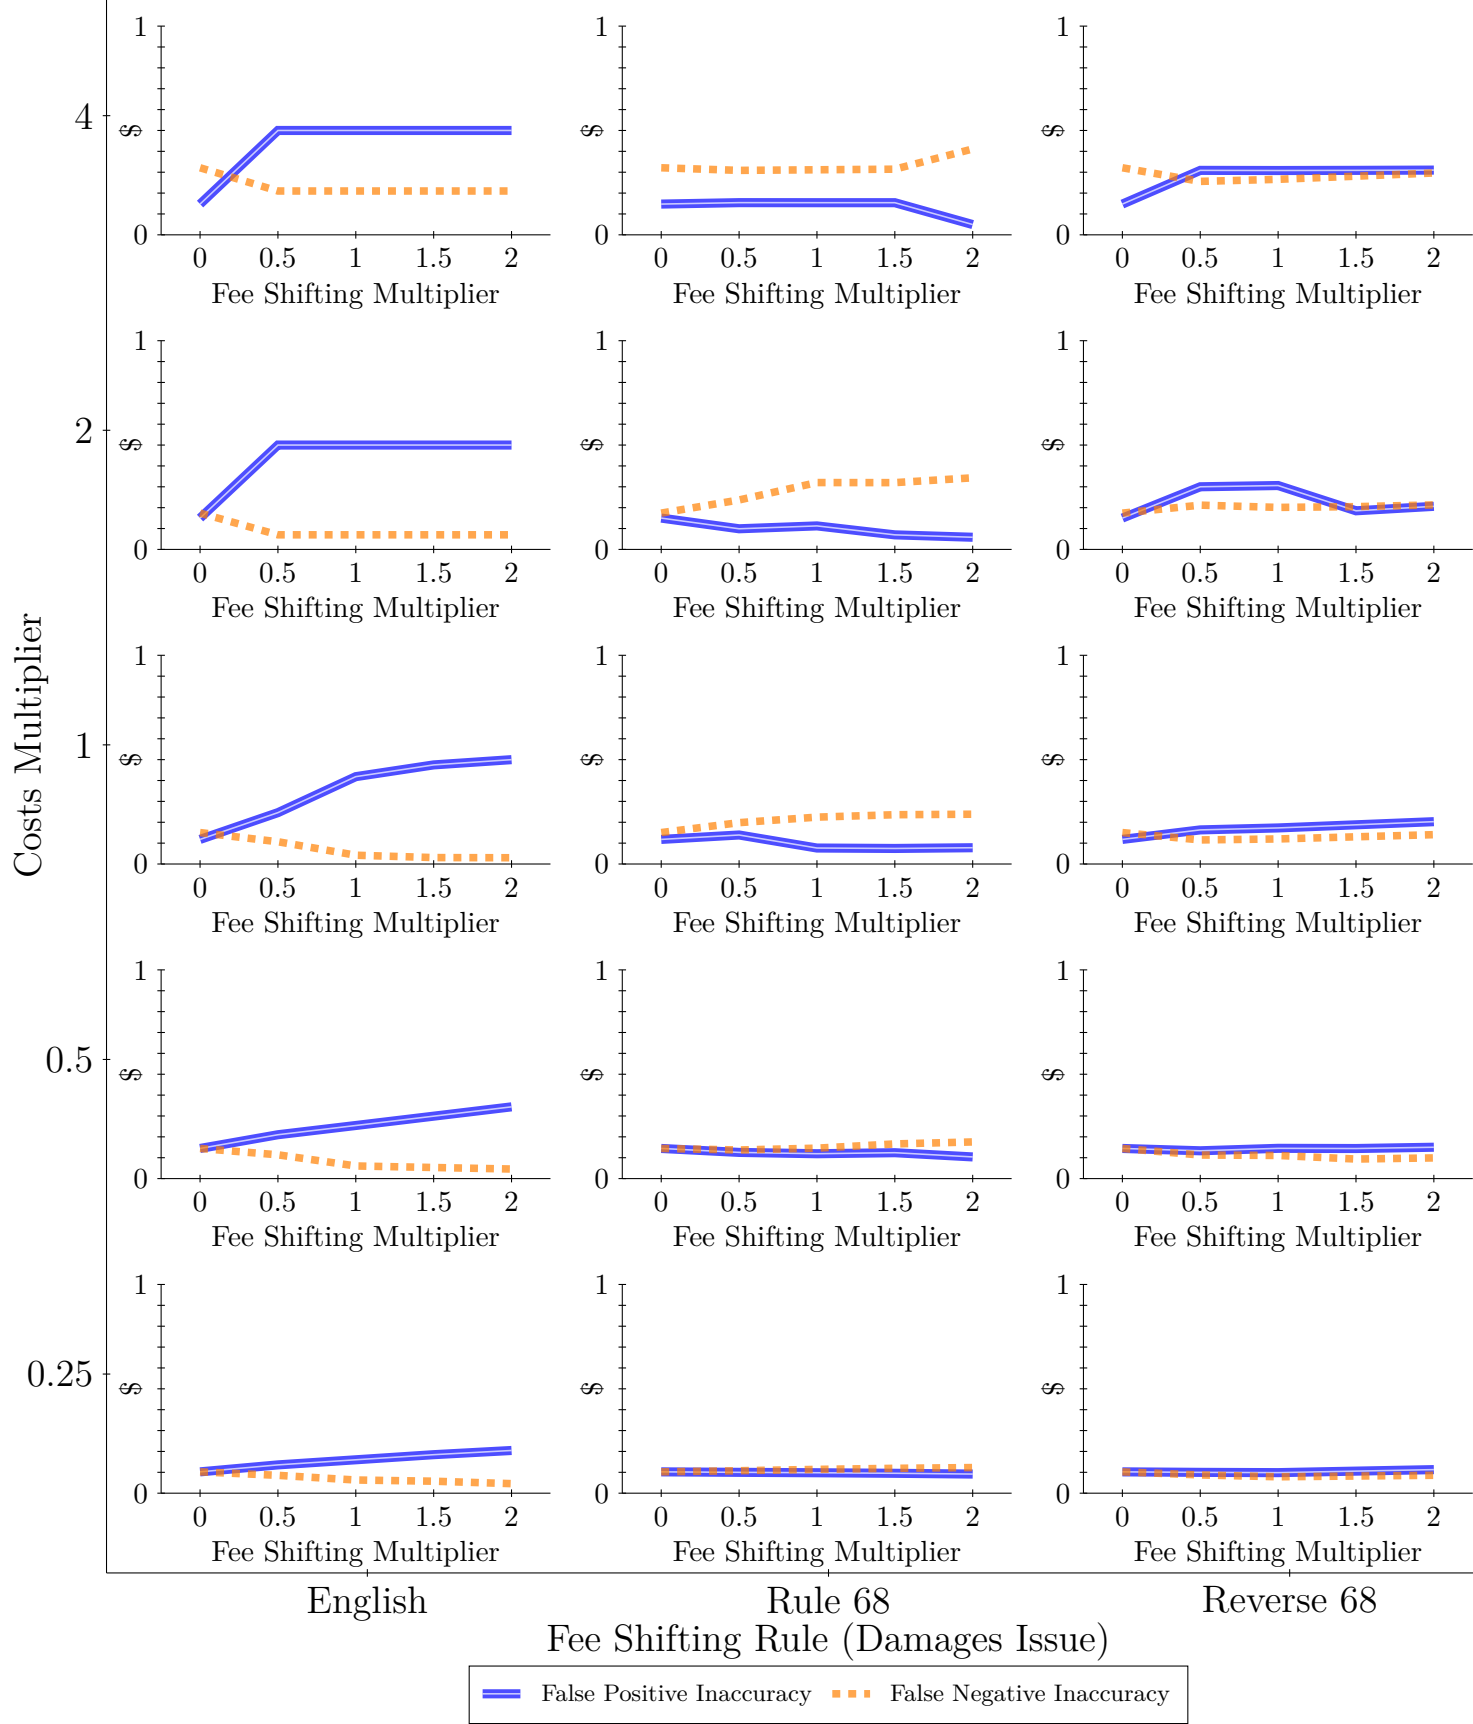 Costs Multiplier
4
1
$
0
0 0.5 1 1.5 2
Fee Shifting Multiplier
1
$
0
0 0.5 1 1.5 2
Fee Shifting Multiplier
1
$
0
0 0.5 1 1.5 2
Fee Shifting Multiplier
2
1
$
0
0 0.5 1 1.5 2
Fee Shifting Multiplier
1
$
0
0 0.5 1 1.5 2
Fee Shifting Multiplier
1
$
0
0 0.5 1 1.5 2
Fee Shifting Multiplier
1
1
$
0
0 0.5 1 1.5 2
Fee Shifting Multiplier
1
$
0
0 0.5 1 1.5 2
Fee Shifting Multiplier
1
$
0
0 0.5 1 1.5 2
Fee Shifting Multiplier
0.5
1
$
0
0 0.5 1 1.5 2
Fee Shifting Multiplier
1
$
0
0 0.5 1 1.5 2
Fee Shifting Multiplier
1
$
0
0 0.5 1 1.5 2
Fee Shifting Multiplier
0.25
1
$
0
0 0.5 1 1.5 2
Fee Shifting Multiplier
1
$
0
0 0.5 1 1.5 2
Fee Shifting Multiplier
1
$
0
0 0.5 1 1.5 2
Fee Shifting Multiplier
English Rule 68 Reverse 68
Fee Shifting Rule (Damages Issue)
False Positive Inaccuracy False Negative Inaccuracy